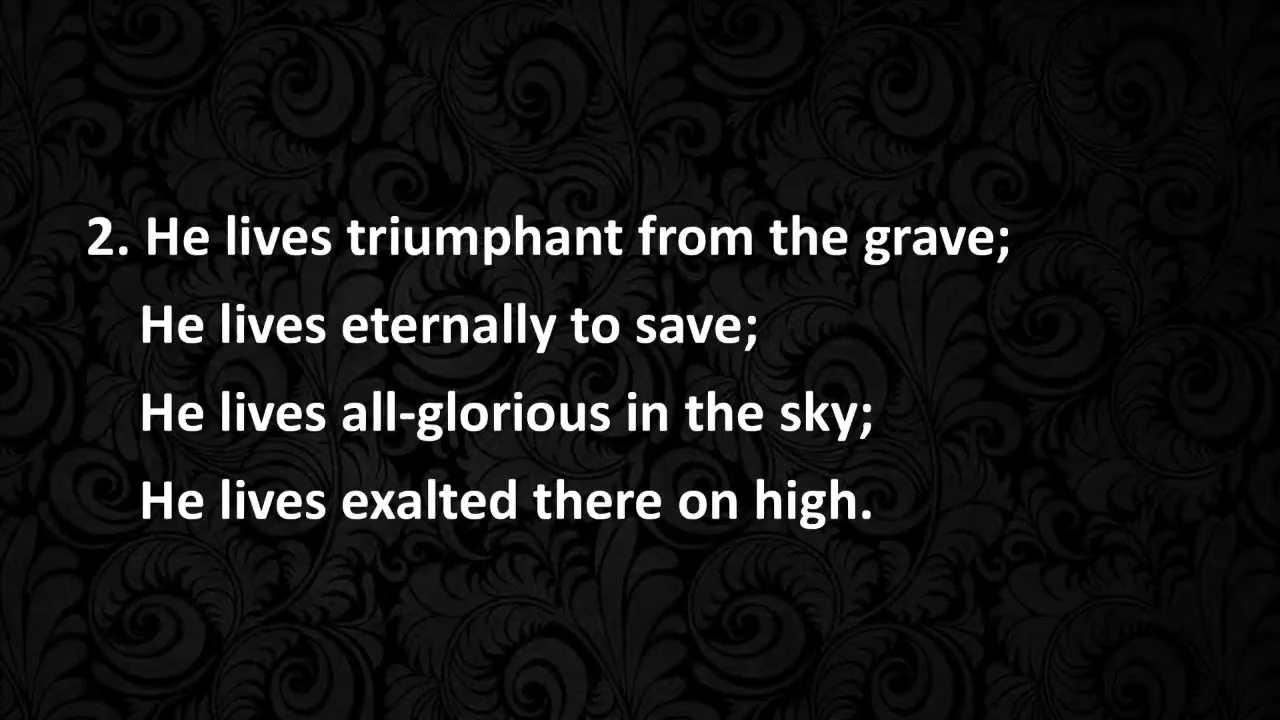 2. He lives triumphant from the grave;
He lives eternally to save;
He lives all-glorious in the sky;
He lives exalted there on high.